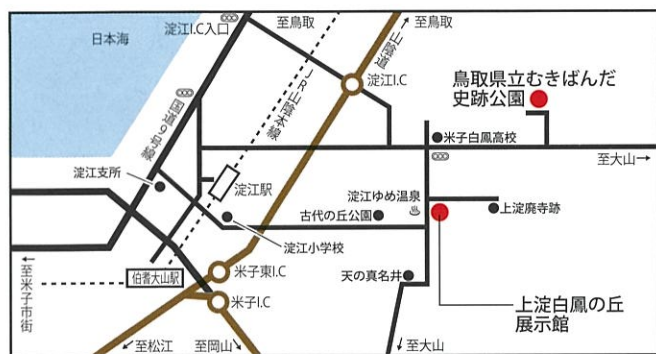 日本海
淀江I.C入口
至鳥取
至鳥取
山陰道
国道9号線
JR山陰本線
淀江I.C
鳥取県立むきばんだ
史跡公園
米子白鳳高校
至大山→
淀江支所
淀江駅
淀江ゆめ温泉
古代の丘公園
上淀廃寺跡
淀江小学校
伯耆大山駅
米子東I.C
天の真名井
←至米子市街
米子I.C
上淀白鳳の丘
展示館
至松江
至岡山
至大山